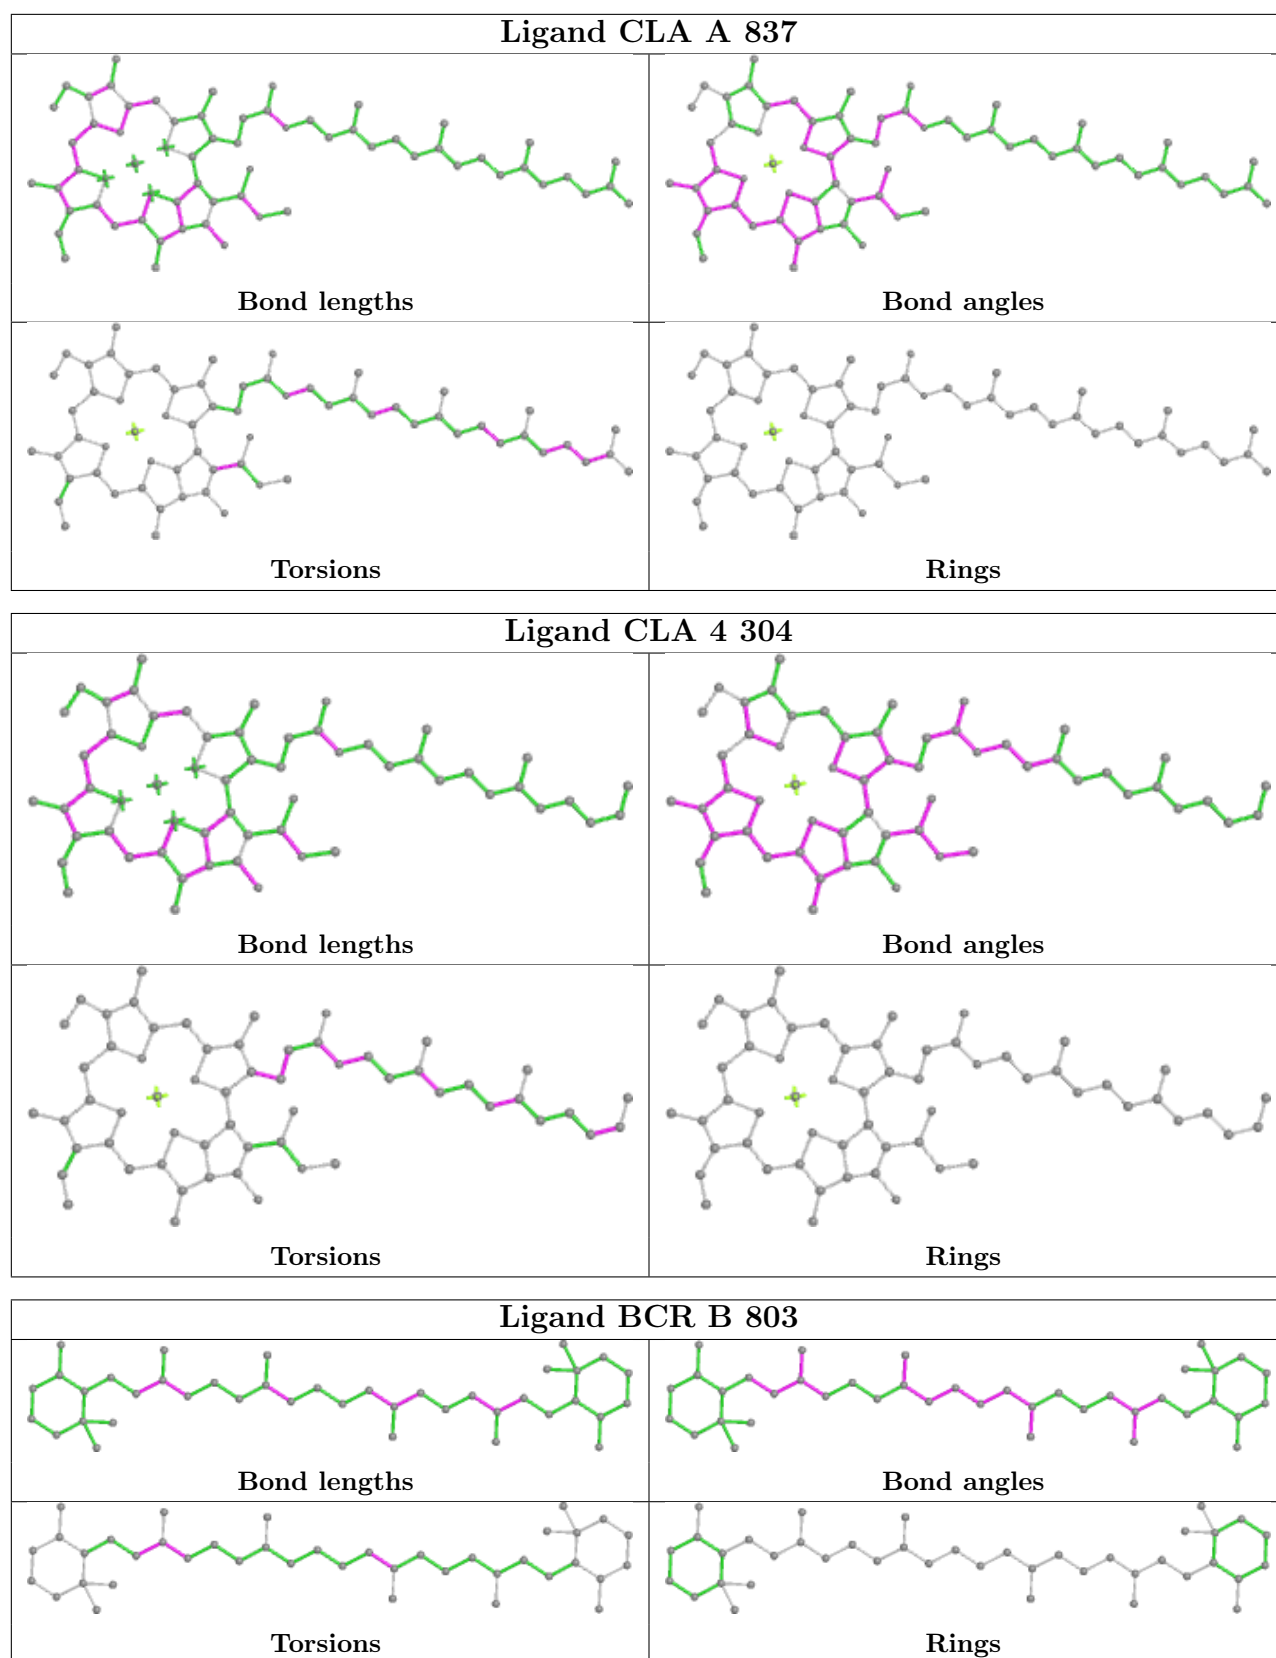 Ligand CLA A 837
Bond lengths
Bond angles
Torsions
Rings
Ligand CLA 4 304
Bond lengths
Bond angles
Torsions
Rings
Ligand BCR B 803
Bond lengths
Bond angles
Torsions
Rings